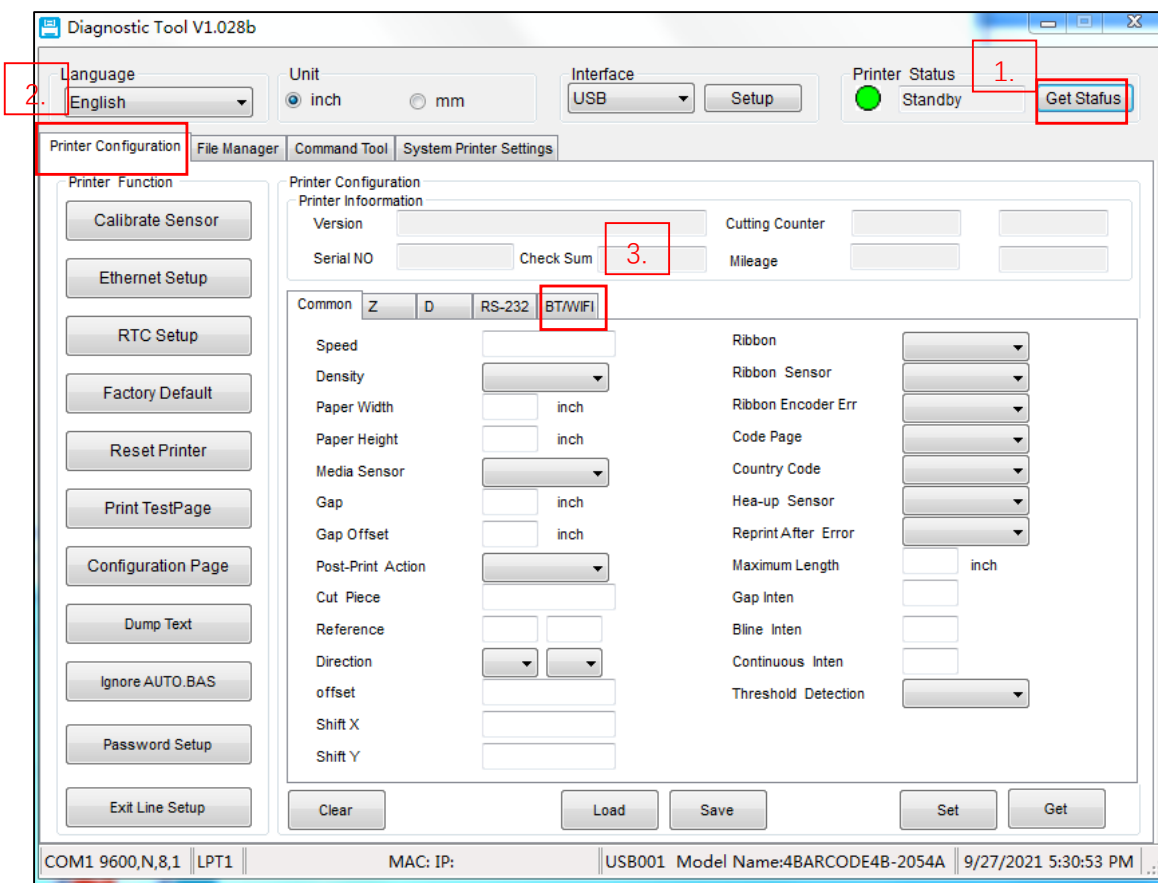 Diagnostic Tool V1.028b
Language
Unit
Interface
Printer Status
1.
2.
English
inch
mm
USB
Setup
Standby
Get Stafus
Printer Configuration
File Manager
Command Tool
System Printer Settings
Printer Function
Calibrate Sensor
Ethernet Setup
RTC Setup
Factory Default
Reset Printer
Print TestPage
Configuration Page
Dump Text
Ignore AUTO.BAS
Password Setup
Exit Line Setup
Printer Configuration
Printer Infoormation
Version
Cutting Counter
Serial NO
Check Sum
3.
Mileage
Common
Z
D
RS-232
BT/WIFI
Speed
Density
Paper Width inch
Paper Height inch
Media Sensor
Gap inch
Gap Offset inch
Post-Print Action
Cut Piece
Reference
Direction
offset
Shift X
Shift Y
Ribbon
Ribbon Sensor
Ribbon Encoder Err
Code Page
Country Code
Hea-up Sensor
Reprint After Error
Maximum Length inch
Gap Inten
Bline Inten
Continuous Inten
Threshold Detection
Clear
Load
Save
Set
Get
COM1 9600,N,8,1
LPT1
MAC: IP:
USB001 Model Name:4BARCODE4B-2054A
9/27/2021 5:30:53 PM